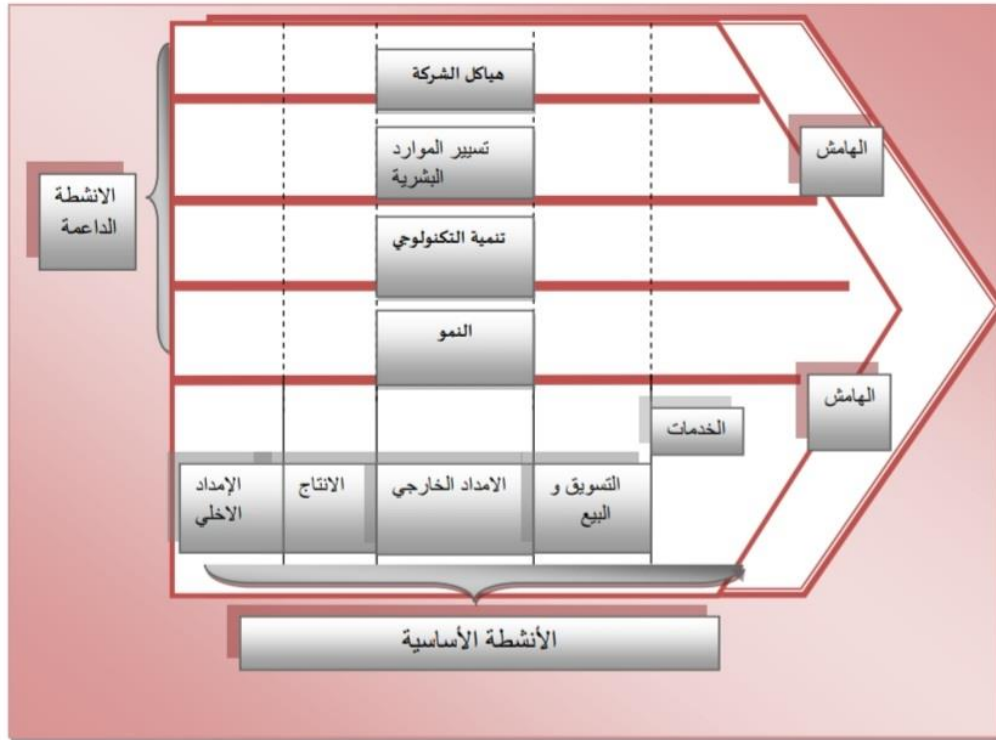 هياكل الشركة
تسيير الموارد
البشرية
تنمية التكنولوجي
النمو
الهامش
الهامش
الانشطة
الداعمة
الخدمات
الإمداد
الاخلي
الانتاج
الامداد الخارجي
التسويق و
البيع
الأنشطة الأساسية